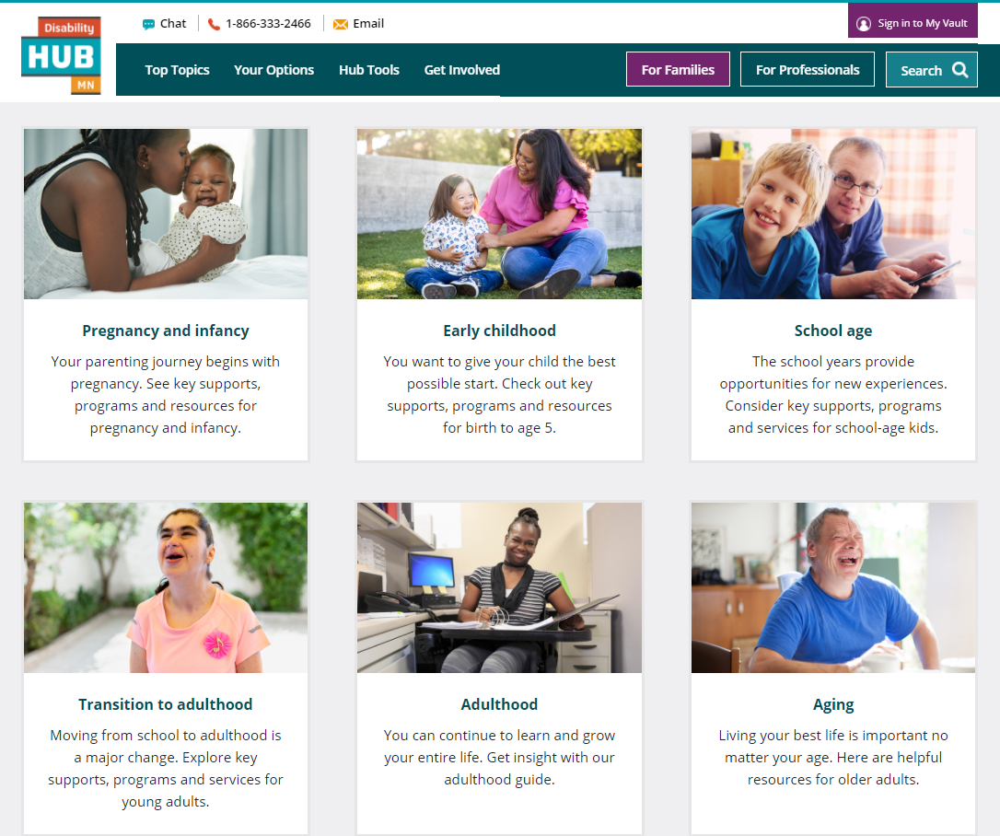 Disability
HUB
MN
Chat
1-866-333-2466
Email
Sign in to My Vault
Top Topics
Your Options
Hub Tools
Get Involved
For Families
For Professionals
Search
Pregnancy and infancy
Your parenting journey begins with
pregnancy. See key supports,
programs and resources for
pregnancy and infancy.
Early childhood
You want to give your child the best
possible start. Check out key
supports, programs and resources
for birth to age 5.
School age
The school years provide
opportunities for new experiences.
Consider key supports, programs
and services for school-age kids.
Transition to adulthood
Moving from school to adulthood is
a major change. Explore key
supports, programs and services for
young adults.
Adulthood
You can continue to learn and grow
your entire life. Get insight with our
adulthood guide.
Aging
Living your best life is important no
matter your age. Here are helpful
resources for older adults.